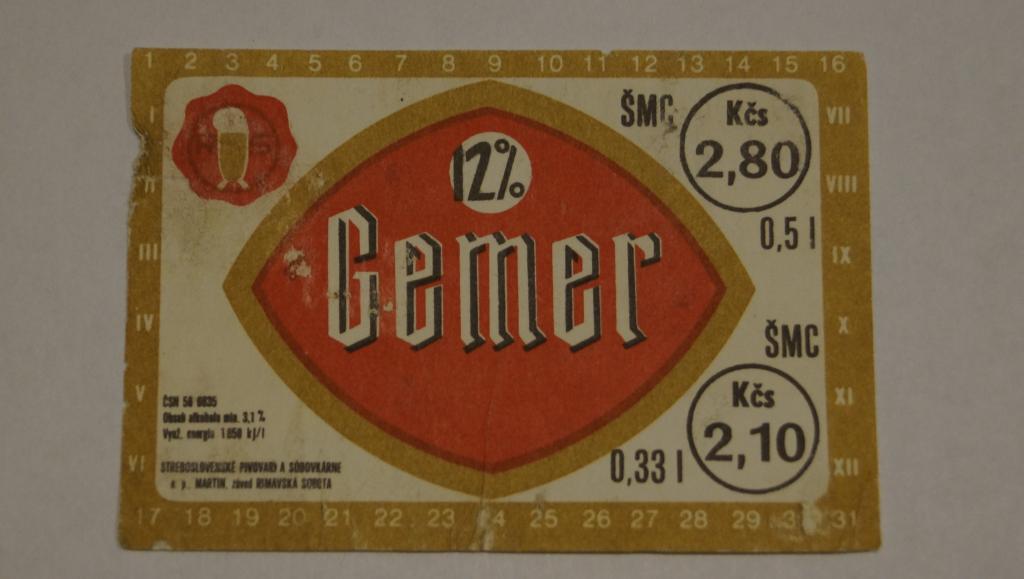 1 2 3 4 5 6 7 8 9 10 11 12 13 14 15 16
I II III IV V VI
VII VIII IX X XI XII
12%
Gemer
ŠMC
Kčs
2,80
0,5 l
ŠMC
Kčs
2,10
0,33 l
ČSN 56 6635
Obsah alkoholu min. 3,1 %
Využ. energia 1850 kJ/l
STREDOSLOVENSKÉ PIVOVARY A SÓDOVKÁRNE
n. p. MARTIN, závod RIMAVSKÁ SOBOTA
17 18 19 20 21 22 23 24 25 26 27 28 29 30 31